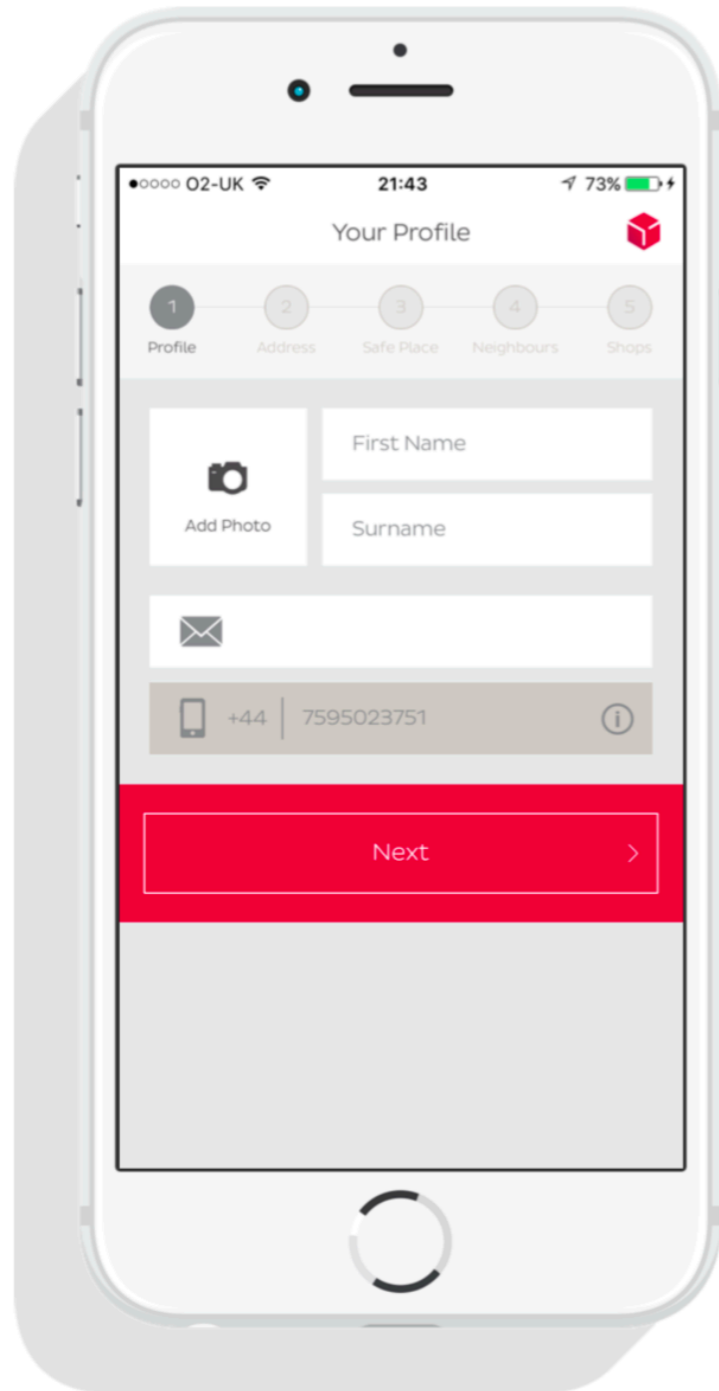 ●○○○○ O2-UK 21:43 73%
Your Profile
1 2 3 4 5
Profile Address Safe Place Neighbours Shops
First Name
Add Photo
Surname
+44 7595023751
Next